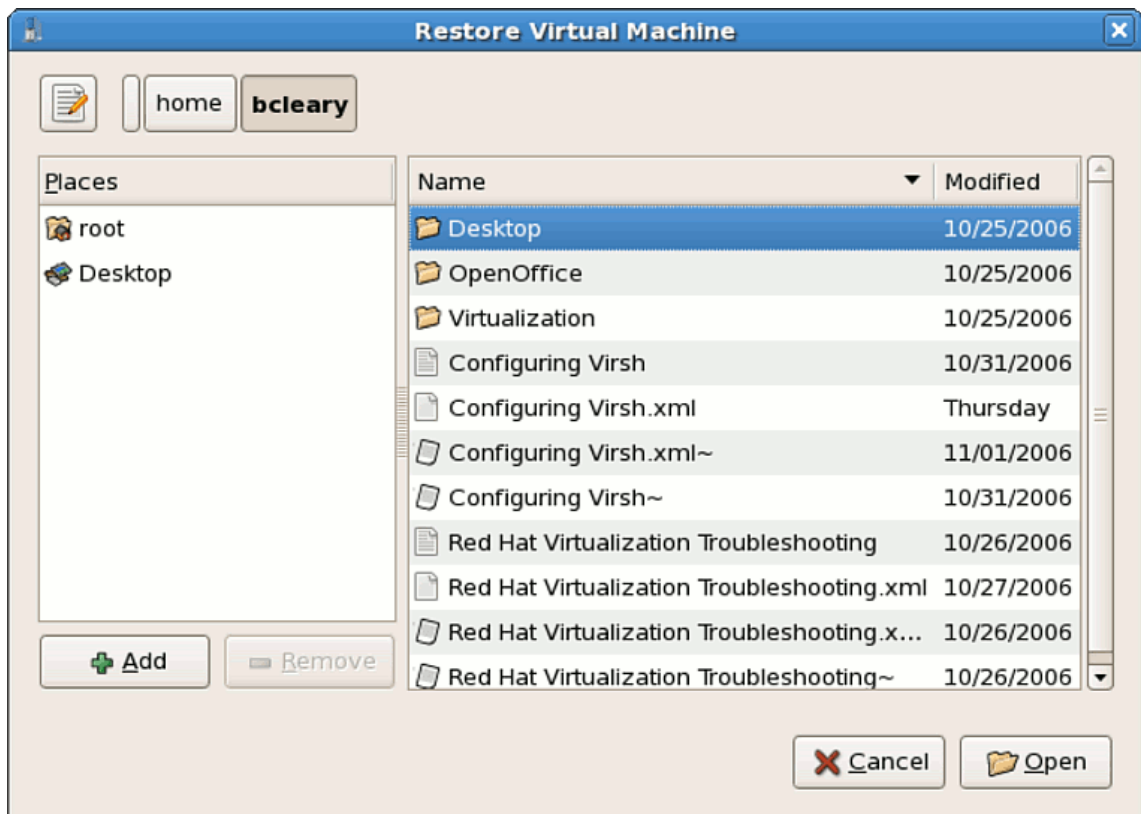 Restore Virtual Machine
home bcleary
Places
root
Desktop
Add Remove
Name Modified
Desktop 10/25/2006
OpenOffice 10/25/2006
Virtualization 10/25/2006
Configuring Virsh 10/31/2006
Configuring Virsh.xml Thursday
Configuring Virsh.xml~ 11/01/2006
Configuring Virsh~ 10/31/2006
Red Hat Virtualization Troubleshooting 10/26/2006
Red Hat Virtualization Troubleshooting.xml 10/27/2006
Red Hat Virtualization Troubleshooting.x... 10/26/2006
Red Hat Virtualization Troubleshooting~ 10/26/2006
Cancel Open